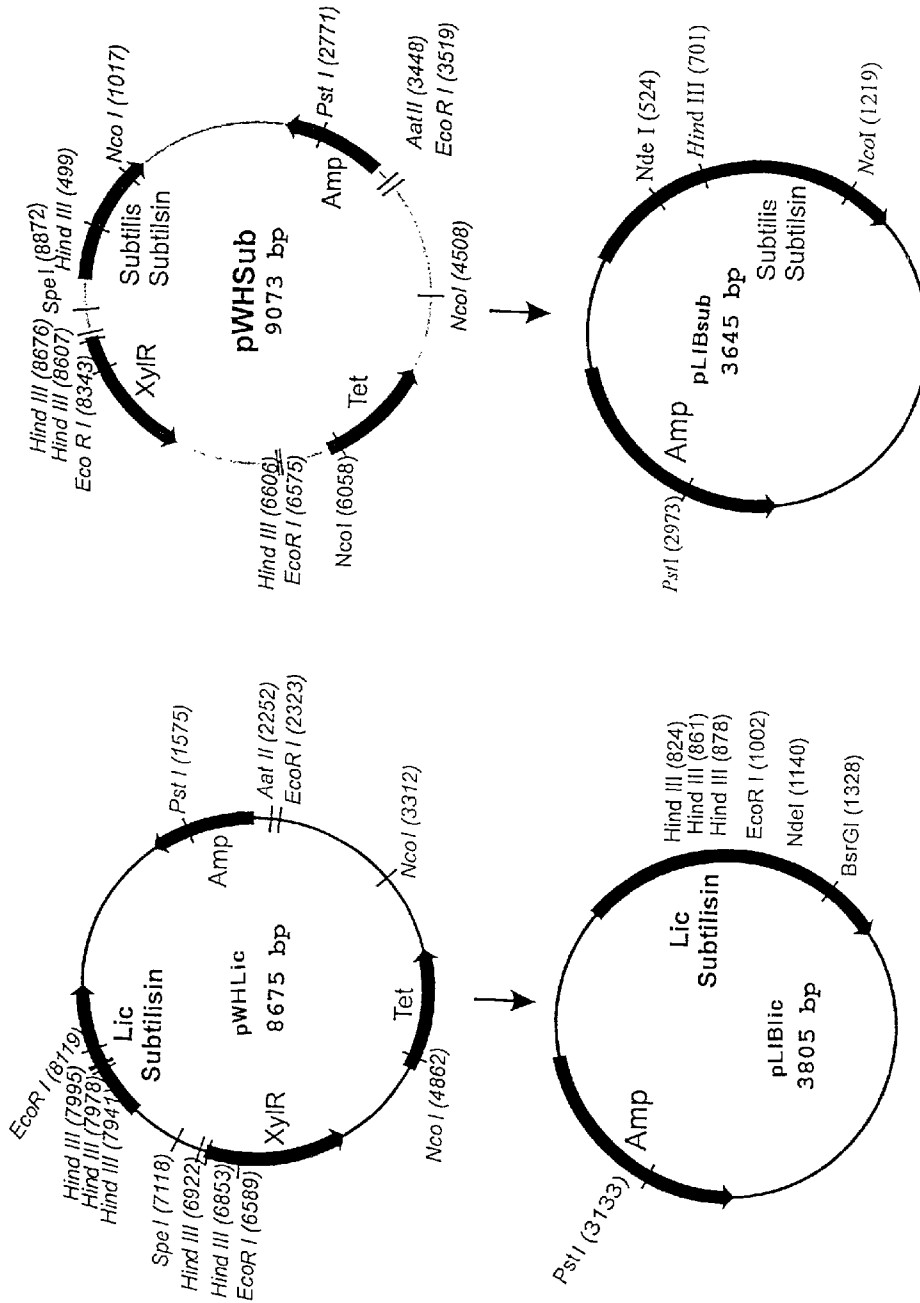 EcoR I (8119)
Hind III (7995)
Hind III (7978)
Hind III (7941)
Spe I (7118)
Hind III (6922)
Hind III (6853)
EcoR I (6589)
Lic
Subtilisin
pWHLic
8675 bp
XylR
Amp
Pst I (1575)
Aat II (2252)
EcoR I (2323)
NcoI (3312)
Tet
Nco I (4862)
Hind III (8676)
Hind III (8607)
Eco R I (8343)
SpeI (8872)
Hind III (499)
Nco I (1017)
XylR
Subtilis
Subtilsin
pWHSub
9073 bp
Pst I (2771)
Amp
Aat II (3448)
EcoR I (3519)
Hind III (6606)
EcoR I (6575)
NcoI (6058)
Tet
NcoI (4508)
Amp
PstI (3133)
Lic
Subtilisin
pLIBlic
3805 bp
Hind III (824)
Hind III (861)
Hind III (878)
EcoR I (1002)
NdeI (1140)
BsrGI (1328)
Amp
PstI (2973)
pLIBsub
3645 bp
Nde I (524)
Hind III (701)
Subtilis
Subtilsin
NcoI (1219)